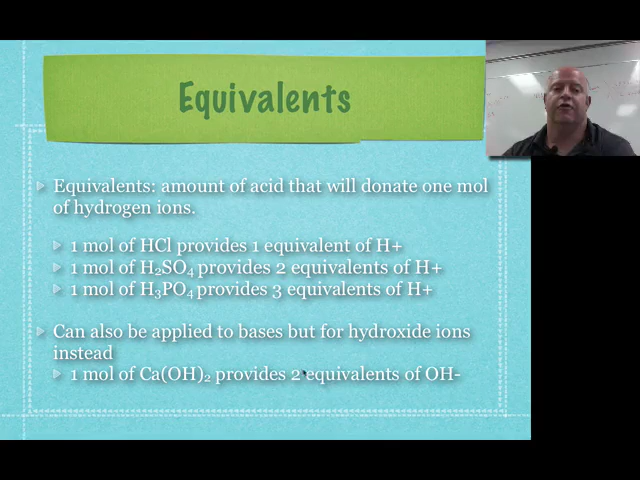 Equivalents
Equivalents: amount of acid that will donate one mol
of hydrogen ions.
1 mol of HCl provides 1 equivalent of H+
1 mol of H₂SO₄ provides 2 equivalents of H+
1 mol of H₃PO₄ provides 3 equivalents of H+
Can also be applied to bases but for hydroxide ions
instead
1 mol of Ca(OH)₂ provides 2 equivalents of OH-